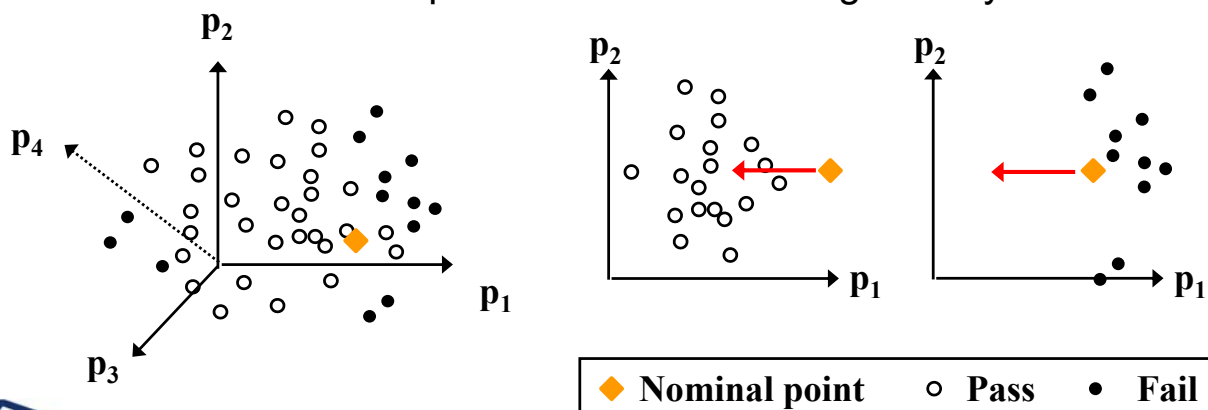 p₂
p₄
p₁
p₃
p₂
p₁
p₂
p₁
Nominal point
Pass
Fail